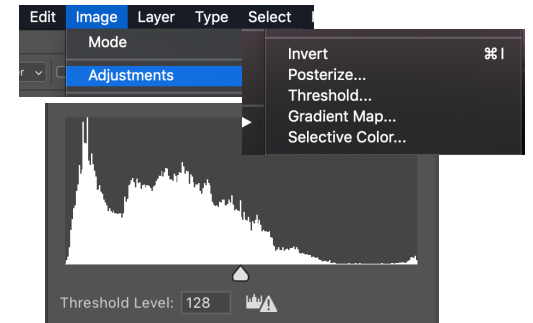 Edit Image Layer Type Select
Mode
Adjustments
Invert ⌘I
Posterize...
Threshold...
Gradient Map...
Selective Color...
Threshold Level: 128